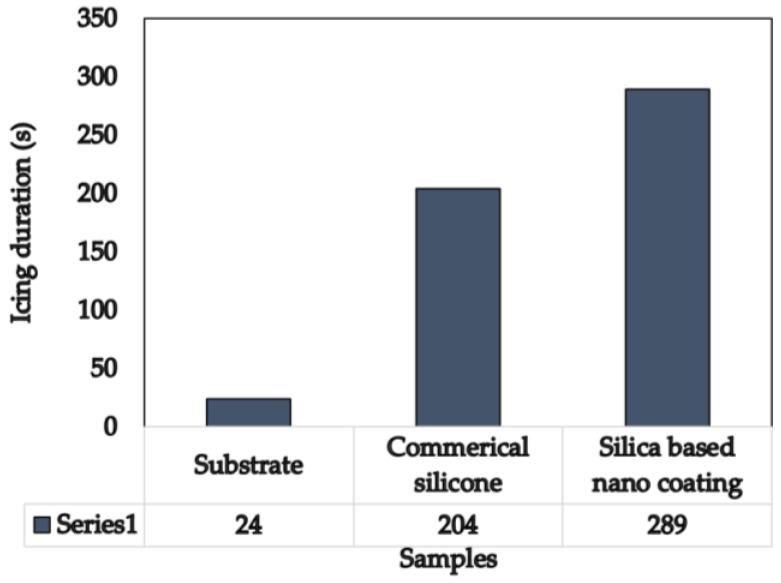 350
300
250
200
150
100
50
0
Icing duration (s)
Substrate
Commerical silicone
Silica based nano coating
Series1 24 204 289
Samples